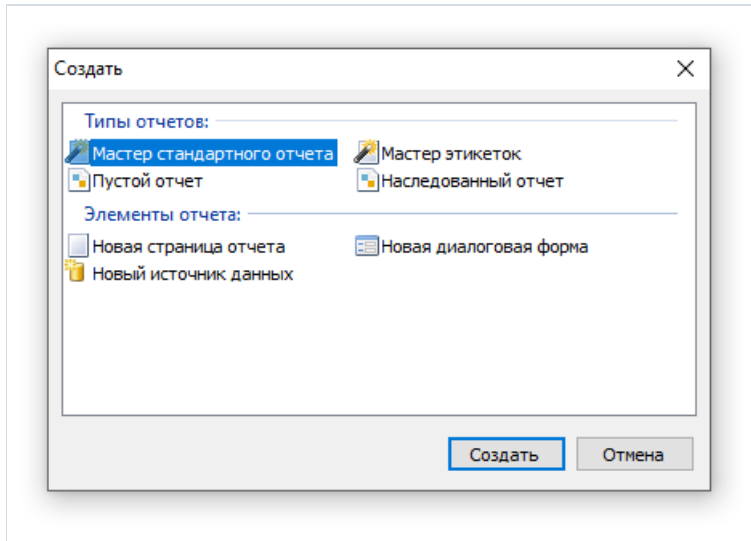 Создать
Типы отчетов:
Мастер стандартного отчета Мастер этикеток
Пустой отчет Наследованный отчет
Элементы отчета:
Новая страница отчета Новая диалоговая форма
Новый источник данных
Создать Отмена